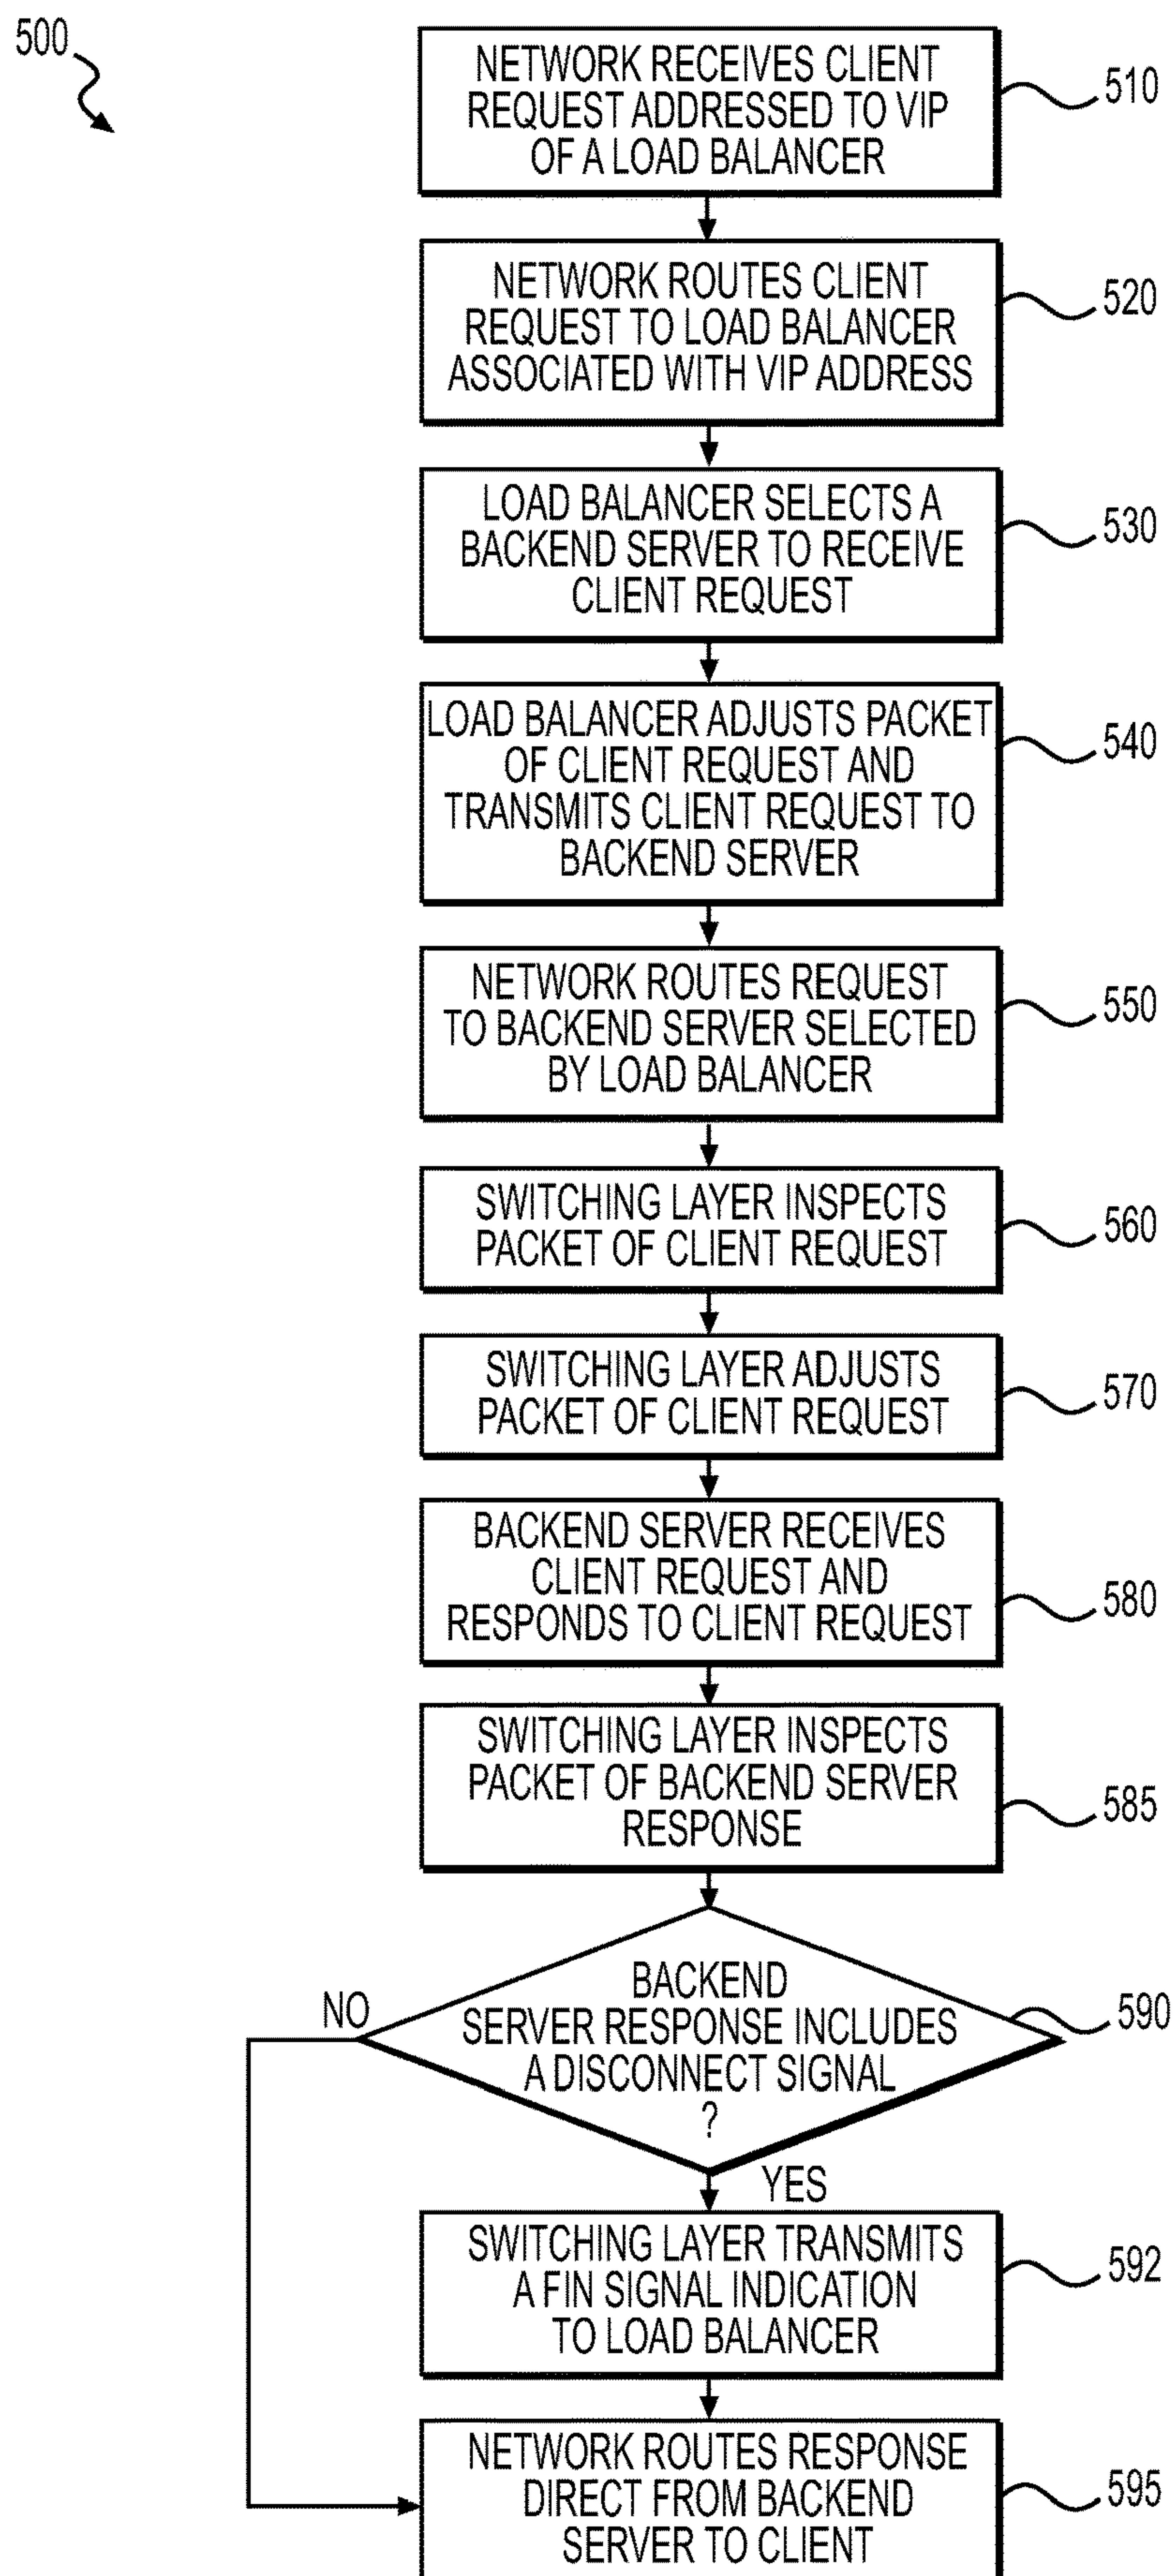 500
NETWORK RECEIVES CLIENT
REQUEST ADDRESSED TO VIP
OF A LOAD BALANCER
510
NETWORK ROUTES CLIENT
REQUEST TO LOAD BALANCER
ASSOCIATED WITH VIP ADDRESS
520
LOAD BALANCER SELECTS A
BACKEND SERVER TO RECEIVE
CLIENT REQUEST
530
LOAD BALANCER ADJUSTS PACKET
OF CLIENT REQUEST AND
TRANSMITS CLIENT REQUEST TO
BACKEND SERVER
540
NETWORK ROUTES REQUEST
TO BACKEND SERVER SELECTED
BY LOAD BALANCER
550
SWITCHING LAYER INSPECTS
PACKET OF CLIENT REQUEST
560
SWITCHING LAYER ADJUSTS
PACKET OF CLIENT REQUEST
570
BACKEND SERVER RECEIVES
CLIENT REQUEST AND
RESPONDS TO CLIENT REQUEST
580
SWITCHING LAYER INSPECTS
PACKET OF BACKEND SERVER
RESPONSE
585
BACKEND
SERVER RESPONSE INCLUDES
A DISCONNECT SIGNAL
?
590
NO
YES
SWITCHING LAYER TRANSMITS
A FIN SIGNAL INDICATION
TO LOAD BALANCER
592
NETWORK ROUTES RESPONSE
DIRECT FROM BACKEND
SERVER TO CLIENT
595